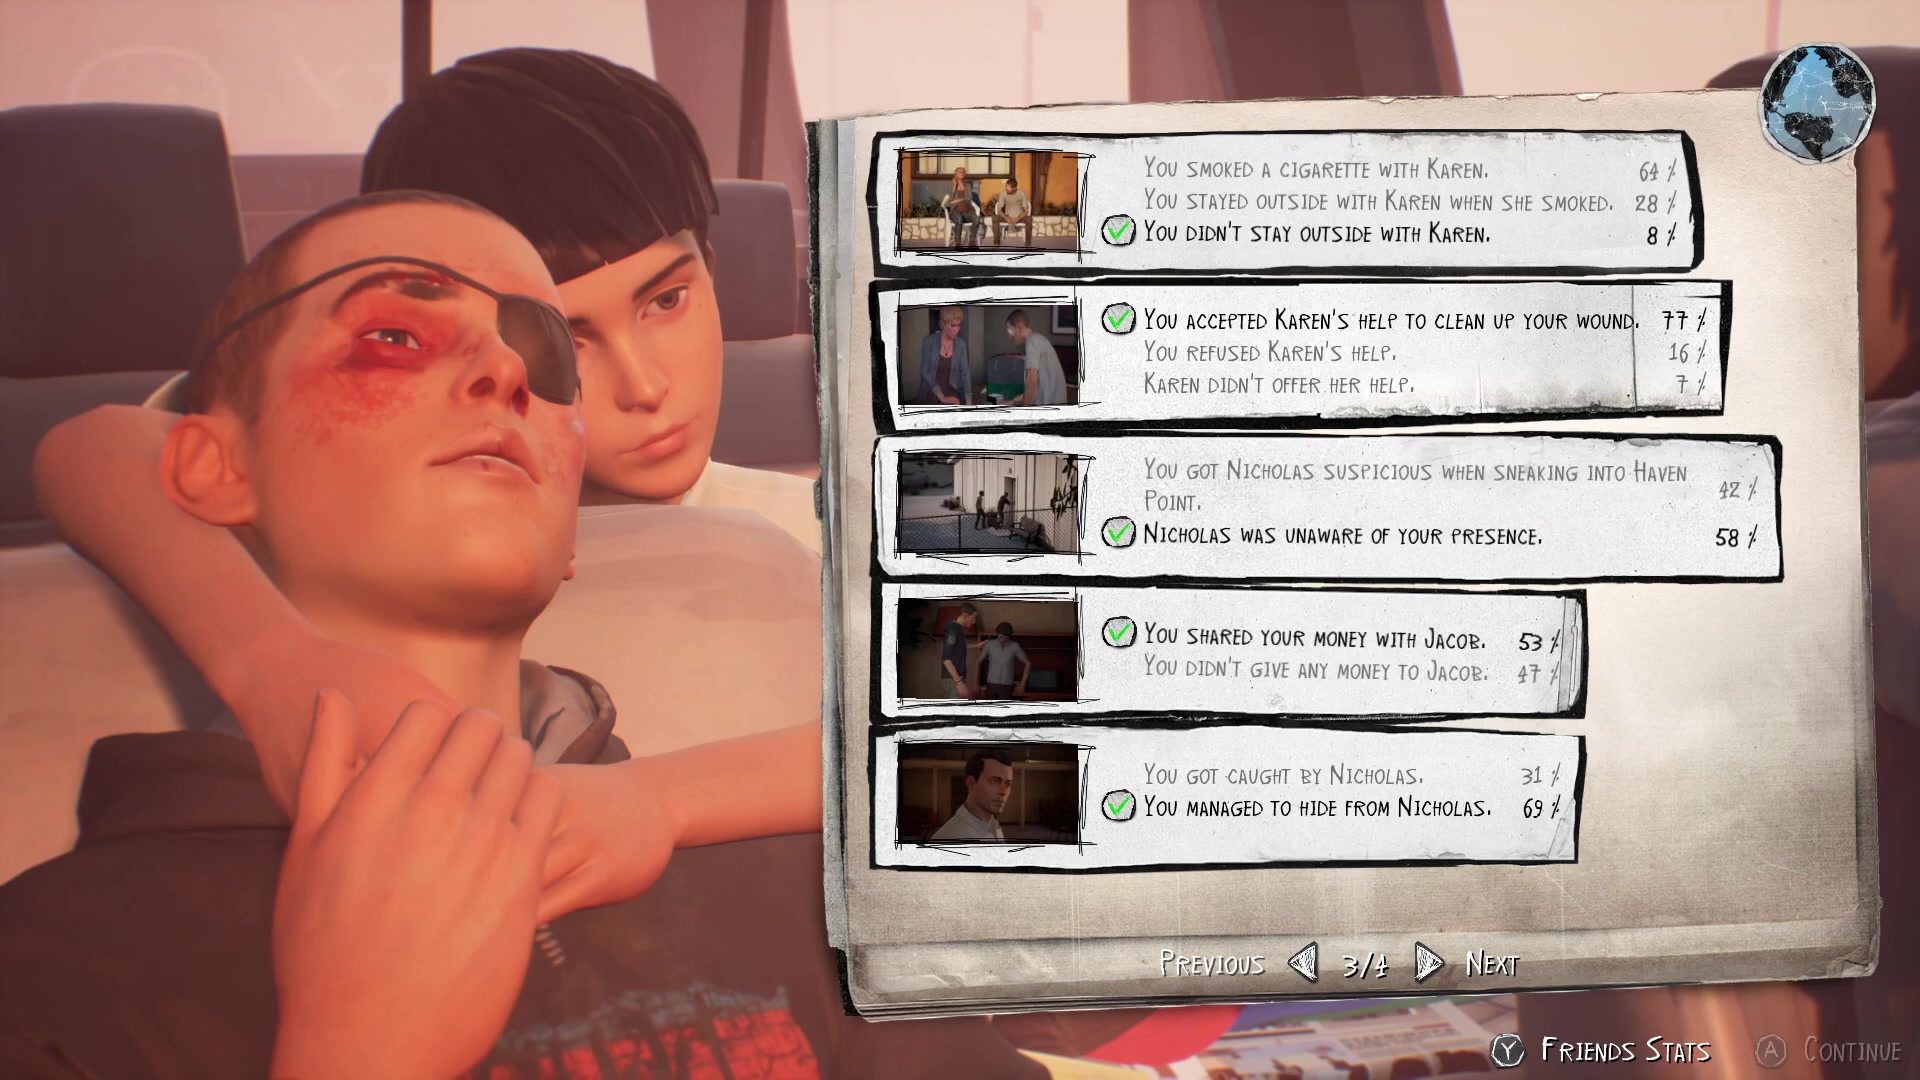 You smoked a cigarette with Karen. 64 %
You stayed outside with Karen when she smoked. 28 %
You didn't stay outside with Karen. 8 %
You accepted Karen's help to clean up your wound. 77 %
You refused Karen's help. 16 %
Karen didn't offer her help. 7 %
You got Nicholas suspicious when sneaking into Haven
Point. 42 %
Nicholas was unaware of your presence. 58 %
You shared your money with Jacob. 53 %
You didn't give any money to Jacob. 47 %
You got caught by Nicholas. 31 %
You managed to hide from Nicholas. 69 %
Previous 3/4 Next
Y Friends Stats A Continue